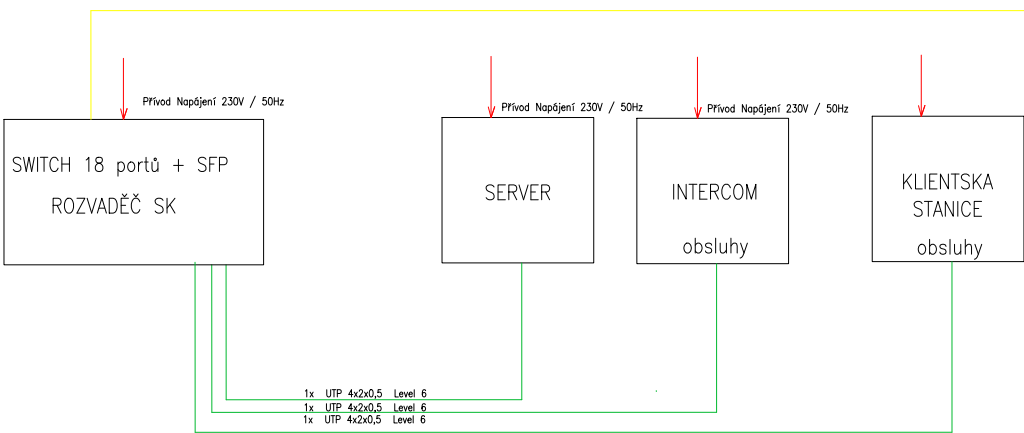 Přívod Napájení 230V / 50Hz
Přívod Napájení 230V / 50Hz
Přívod Napájení 230V / 50Hz
SWITCH 18 portů + SFP
ROZVADĚČ SK
SERVER
INTERCOM
obsluhy
KLIENTSKA
STANICE
obsluhy
1x UTP 4x2x0,5 Level 6
1x UTP 4x2x0,5 Level 6
1x UTP 4x2x0,5 Level 6